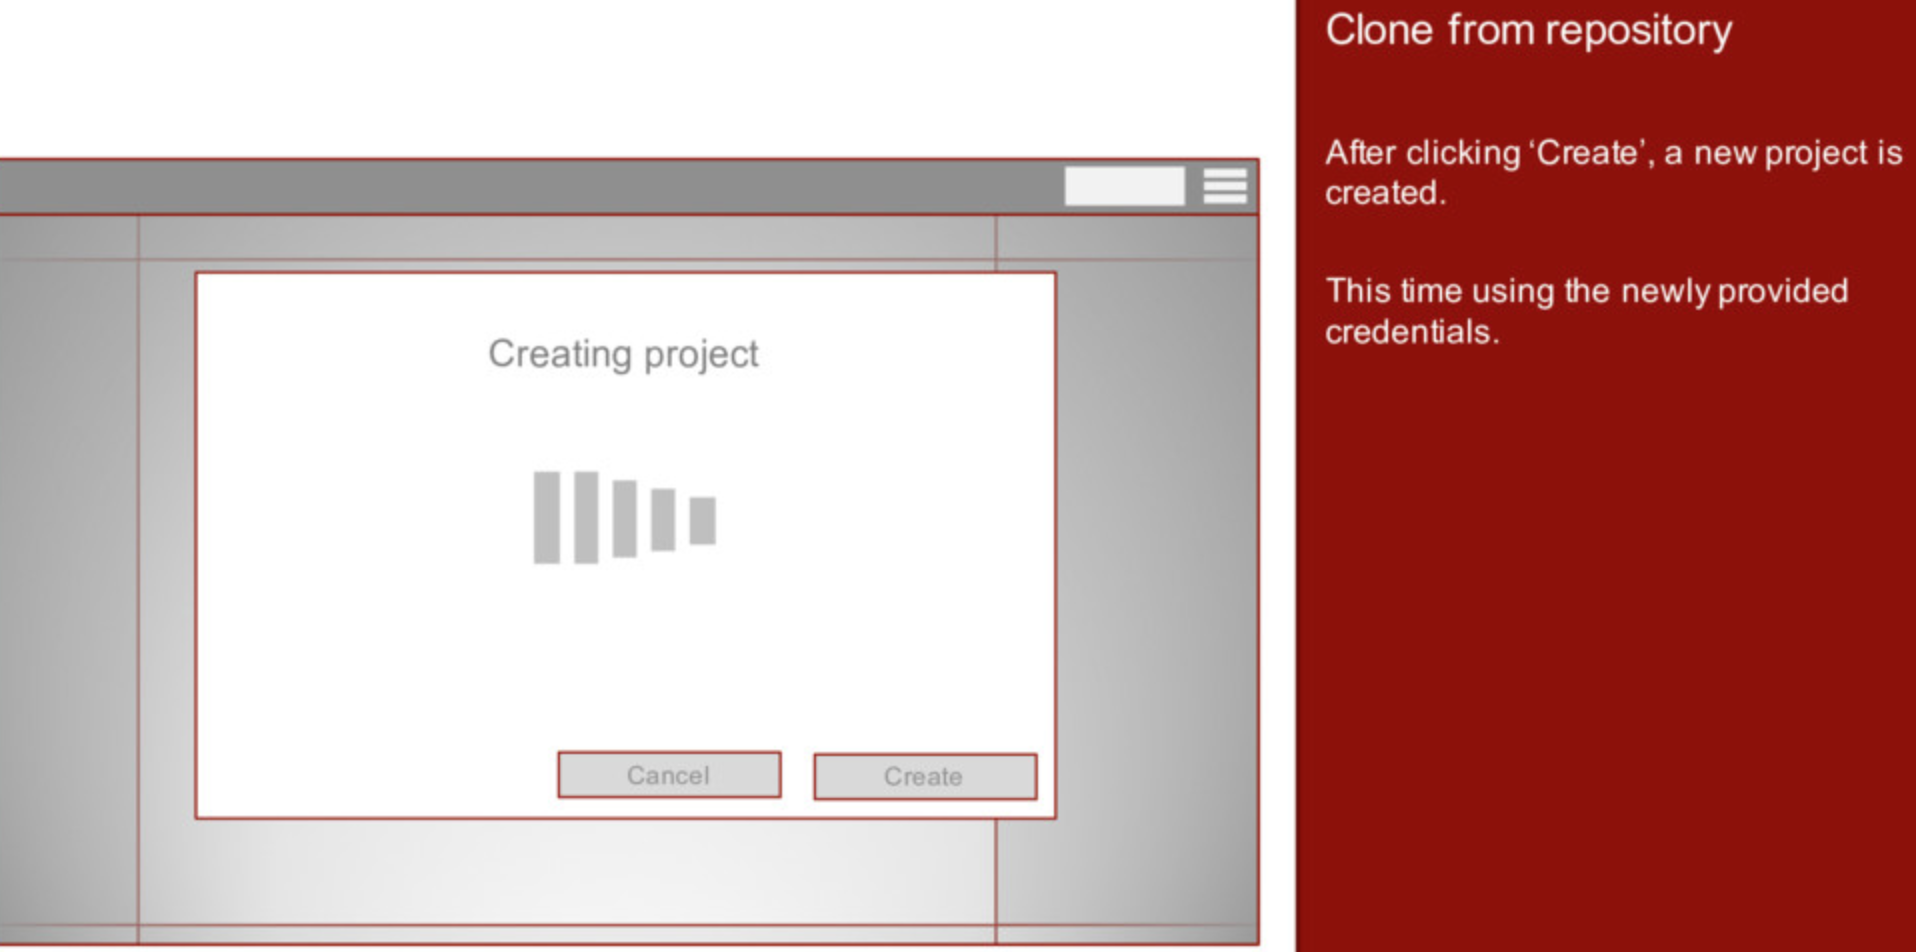 Clone from repository
After clicking ‘Create’, a new project is
created.
This time using the newly provided
credentials.
Creating project
Cancel
Create